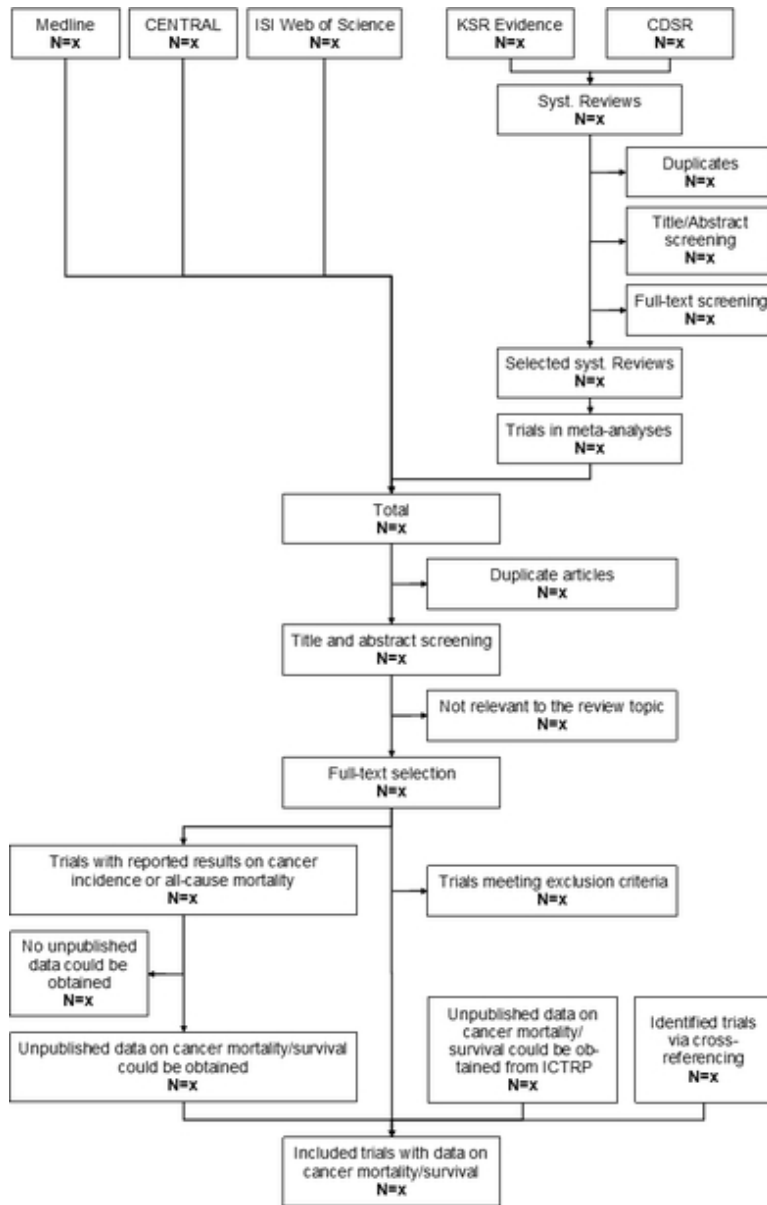 Medline
N=x
CENTRAL
N=x
ISI Web of Science
N=x
KSR Evidence
N=x
CDSR
N=x
Syst. Reviews
N=x
Duplicates
N=x
Title/Abstract
screening
N=x
Full-text screening
N=x
Selected syst. Reviews
N=x
Trials in meta-analyses
N=x
Total
N=x
Duplicate articles
N=x
Title and abstract screening
N=x
Not relevant to the review topic
N=x
Full-text selection
N=x
Trials with reported results on cancer
incidence or all-cause mortality
N=x
Trials meeting exclusion criteria
N=x
No unpublished
data could be
obtained
N=x
Unpublished data on cancer mortality/survival
could be obtained
N=x
Unpublished data on
cancer mortality/
survival could be ob-
tained from ICTRP
N=x
Identified trials
via cross-
referencing
N=x
Included trials with data on
cancer mortality/survival
N=x